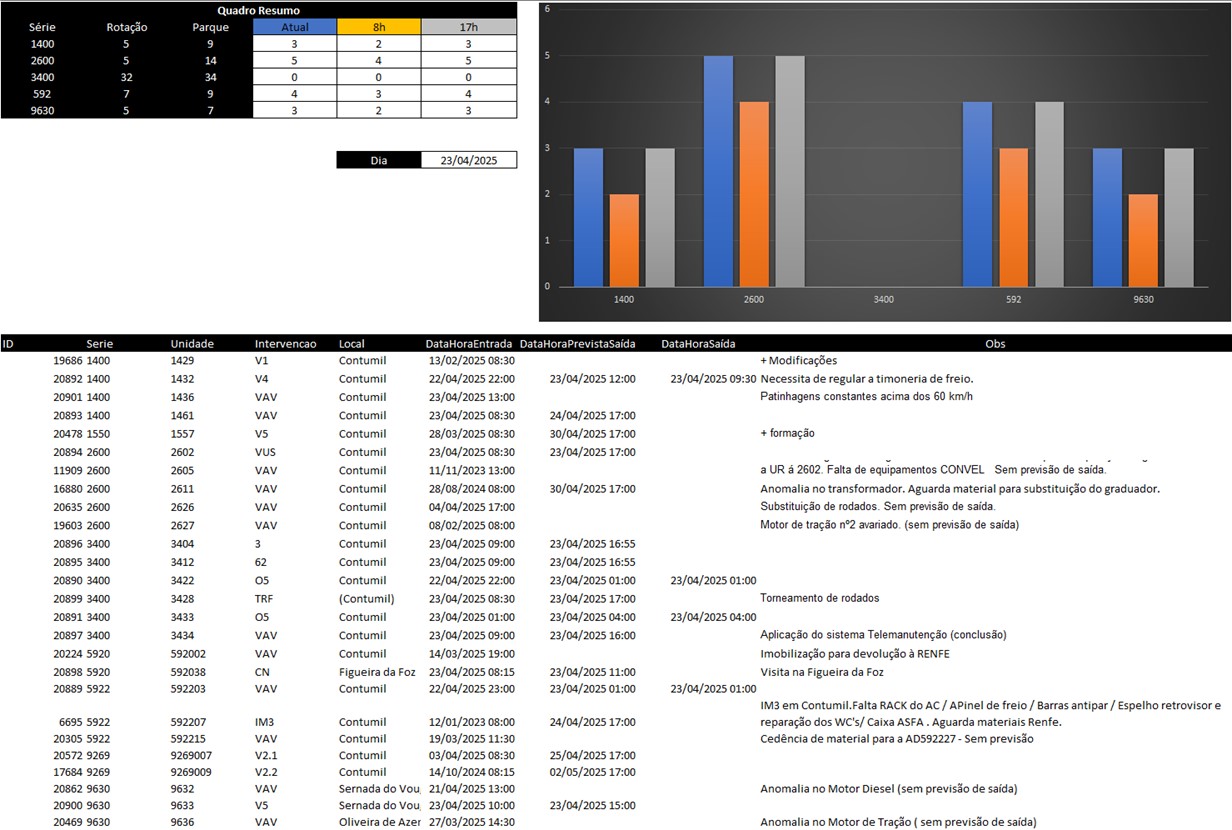 Quadro Resumo
Série Rotação Parque Atual 8h 17h
1400 5 9 3 2 3
2600 5 14 5 4 5
3400 32 34 0 0 0
592 7 9 4 3 4
9630 5 7 3 2 3
Dia 23/04/2025
6
5
4
3
2
1
0
1400 2600 3400 592 9630
ID Serie Unidade Intervencao Local DataHoraEntrada DataHoraPrevistaSaída DataHoraSaída Obs
19686 1400 1429 V1 Contumil 13/02/2025 08:30 + Modificações
20892 1400 1432 V4 Contumil 22/04/2025 22:00 23/04/2025 12:00 23/04/2025 09:30 Necessita de regular a timoneria de freio.
20901 1400 1436 VAV Contumil 23/04/2025 13:00 Patinhagens constantes acima dos 60 km/h
20893 1400 1461 VAV Contumil 23/04/2025 08:30 24/04/2025 17:00
20478 1550 1557 V5 Contumil 28/03/2025 08:30 30/04/2025 17:00 + formação
20894 2600 2602 VUS Contumil 23/04/2025 08:30 23/04/2025 17:00
11909 2600 2605 VAV Contumil 11/11/2023 13:00 a UR á 2602. Falta de equipamentos CONVEL Sem previsão de saída.
16880 2600 2611 VAV Contumil 28/08/2024 08:00 30/04/2025 17:00 Anomalia no transformador. Aguarda material para substituição do graduador.
20635 2600 2626 VAV Contumil 04/04/2025 17:00 Substituição de rodados. Sem previsão de saída.
19603 2600 2627 VAV Contumil 08/02/2025 08:00 Motor de tração nº2 avariado. (sem previsão de saída)
20896 3400 3404 3 Contumil 23/04/2025 09:00 23/04/2025 16:55
20895 3400 3412 62 Contumil 23/04/2025 09:00 23/04/2025 16:55
20890 3400 3422 O5 Contumil 22/04/2025 22:00 23/04/2025 01:00 23/04/2025 01:00
20899 3400 3428 TRF (Contumil) 23/04/2025 08:30 23/04/2025 17:00 Torneamento de rodados
20891 3400 3433 O5 Contumil 23/04/2025 01:00 23/04/2025 04:00 23/04/2025 04:00
20897 3400 3434 VAV Contumil 23/04/2025 09:00 23/04/2025 16:00 Aplicação do sistema Telemanutenção (conclusão)
20224 5920 592002 VAV Contumil 14/03/2025 19:00 Imobilização para devolução à RENFE
20898 5920 592038 CN Figueira da Foz 23/04/2025 08:15 23/04/2025 11:00 Visita na Figueira da Foz
20889 5922 592203 VAV Contumil 22/04/2025 23:00 23/04/2025 01:00 23/04/2025 01:00
IM3 em Contumil.Falta RACK do AC / APinel de freio / Barras antipar / Espelho retrovisor e
6695 5922 592207 IM3 Contumil 12/01/2023 08:00 24/04/2025 17:00 reparação dos WC's/ Caixa ASFA . Aguarda materiais Renfe.
20305 5922 592215 VAV Contumil 19/03/2025 11:30 Cedência de material para a AD592227 - Sem previsão
20572 9269 9269007 V2.1 Contumil 03/04/2025 08:30 25/04/2025 17:00
17684 9269 9269009 V2.2 Contumil 14/10/2024 08:15 02/05/2025 17:00
20862 9630 9632 VAV Sernada do Vou 21/04/2025 13:00 Anomalia no Motor Diesel (sem previsão de saída)
20900 9630 9633 V5 Sernada do Vou 23/04/2025 10:00 23/04/2025 15:00
20469 9630 9636 VAV Oliveira de Azer 27/03/2025 14:30 Anomalia no Motor de Tração ( sem previsão de saída)